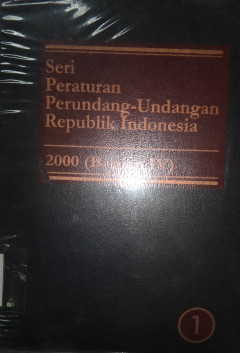 Seri
Peraturan
Perundang-Undangan
Republik Indonesia
2000 (
1